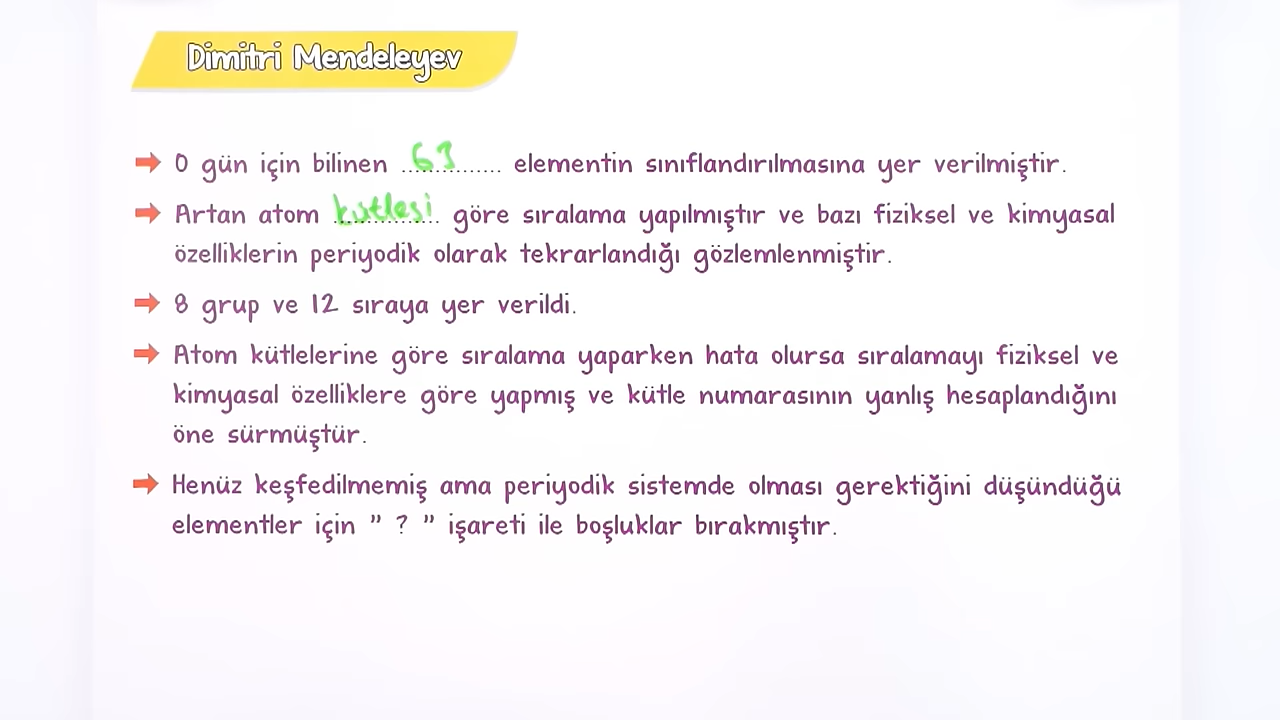 Dimitri Mendeleyev
O gün için bilinen 63 elementin sınıflandırılmasına yer verilmiştir.
Artan atom kütlesi göre sıralama yapılmıştır ve bazı fiziksel ve kimyasal
özelliklerin periyodik olarak tekrarlandığı gözlemlenmiştir.
8 grup ve 12 sıraya yer verildi.
Atom kütlelerine göre sıralama yaparken hata olursa sıralamayı fiziksel ve
kimyasal özelliklere göre yapmış ve kütle numarasının yanlış hesaplandığını
öne sürmüştür.
Henüz keşfedilmemiş ama periyodik sistemde olması gerektiğini düşündüğü
elementler için " ? " işareti ile boşluklar bırakmıştır.